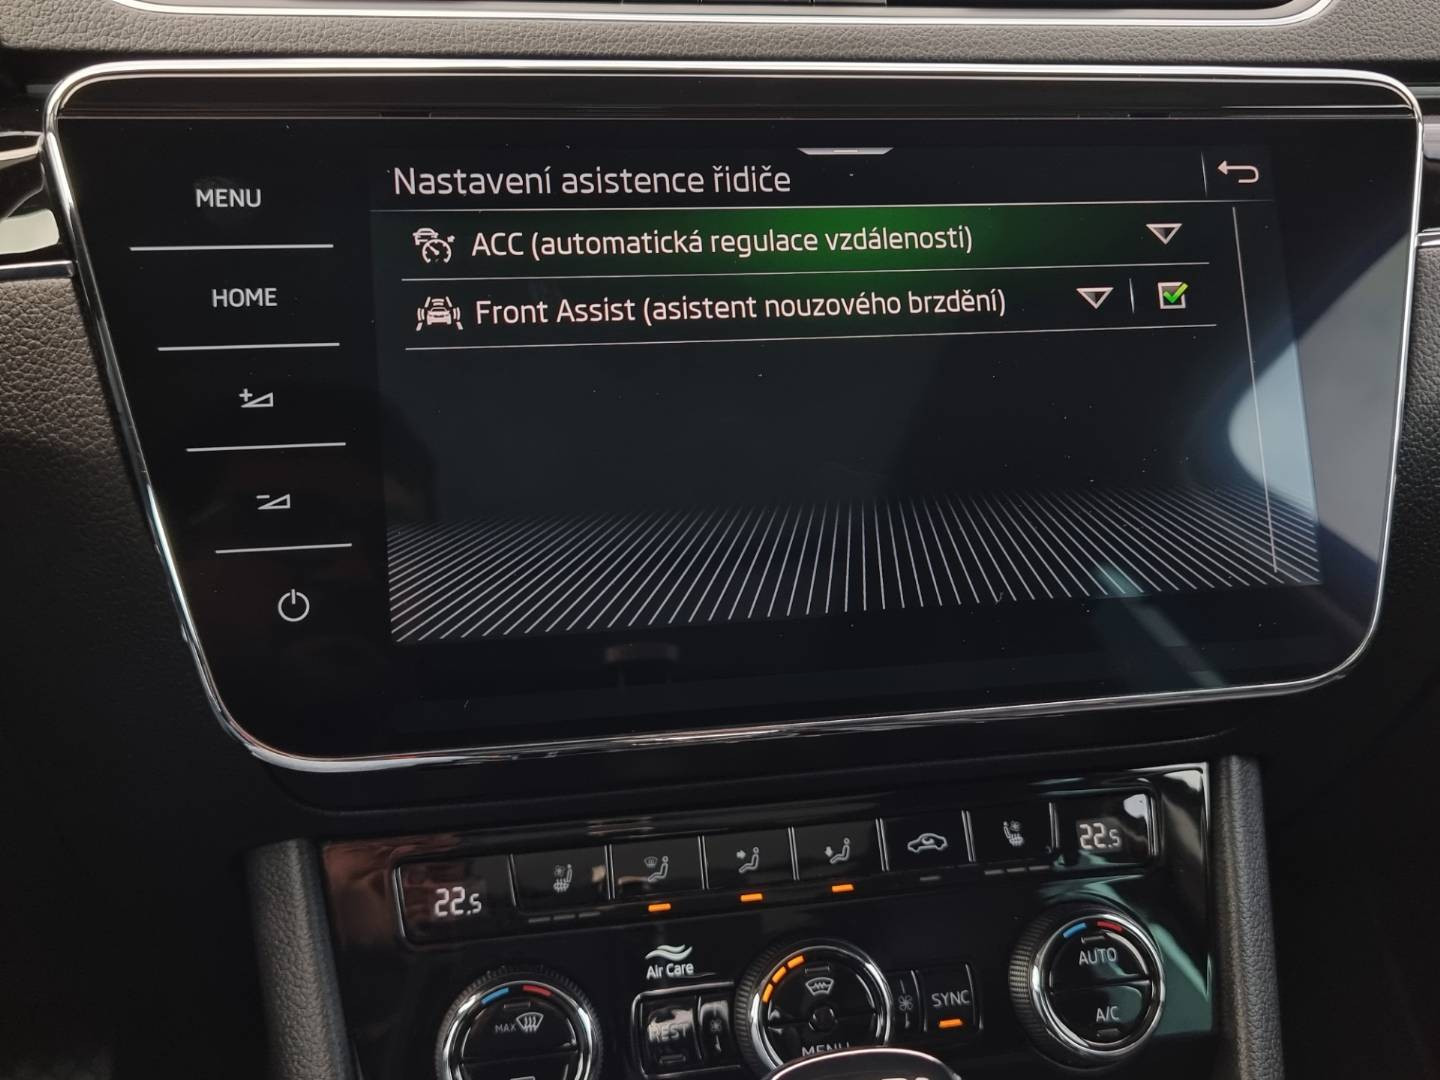 MENU
Nastavení asistence řidiče
ACC (automatická regulace vzdálenosti)
HOME
Front Assist (asistent nouzového brzdění)
22.5
22.5
Air Care
AUTO
A/C
SYNC
MAX
REST
MENU